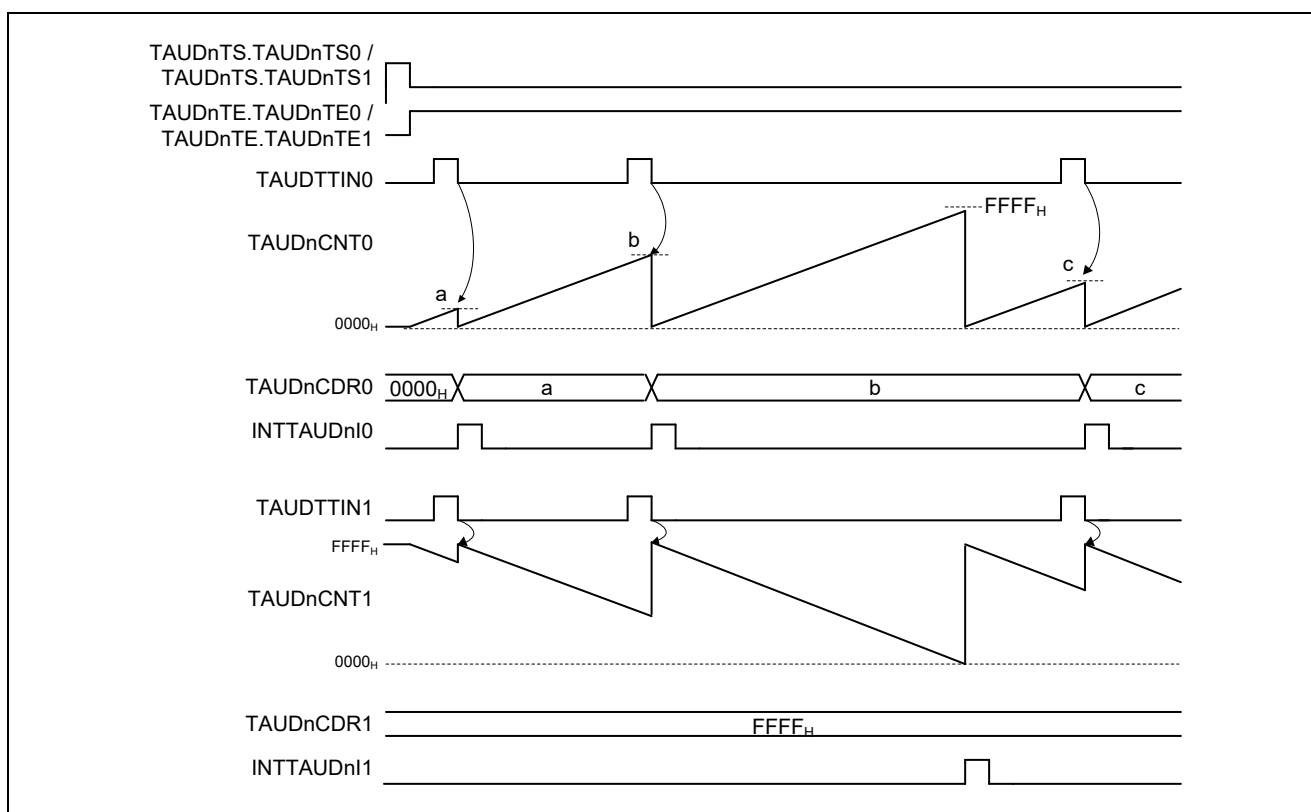 TAUDnTS.TAUDnTS0 /
TAUDnTS.TAUDnTS1
TAUDnTE.TAUDnTE0 /
TAUDnTE.TAUDnTE1
TAUDTTIN0
FFFFH
TAUDnCNT0
a
b
c
0000H
TAUDnCDR0
0000H
a
b
c
INTTAUDnI0
TAUDTTIN1
FFFFH
TAUDnCNT1
0000H
TAUDnCDR1
FFFFH
INTTAUDnI1